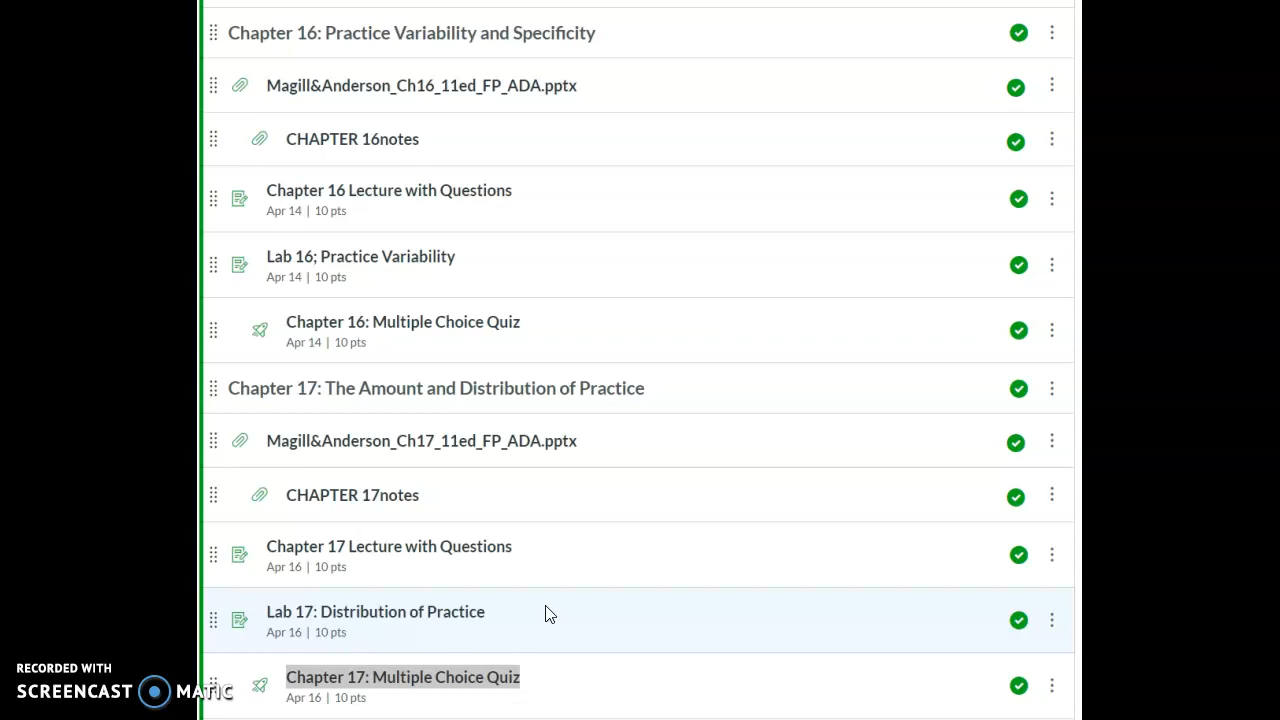 Chapter 16: Practice Variability and Specificity
Magill&Anderson_Ch16_11ed_FP_ADA.pptx
CHAPTER 16notes
Chapter 16 Lecture with Questions
Apr 14 | 10 pts
Lab 16; Practice Variability
Apr 14 | 10 pts
Chapter 16: Multiple Choice Quiz
Apr 14 | 10 pts
Chapter 17: The Amount and Distribution of Practice
Magill&Anderson_Ch17_11ed_FP_ADA.pptx
CHAPTER 17notes
Chapter 17 Lecture with Questions
Apr 16 | 10 pts
Lab 17: Distribution of Practice
Apr 16 | 10 pts
Chapter 17: Multiple Choice Quiz
Apr 16 | 10 pts
RECORDED WITH
SCREENCAST MATIC